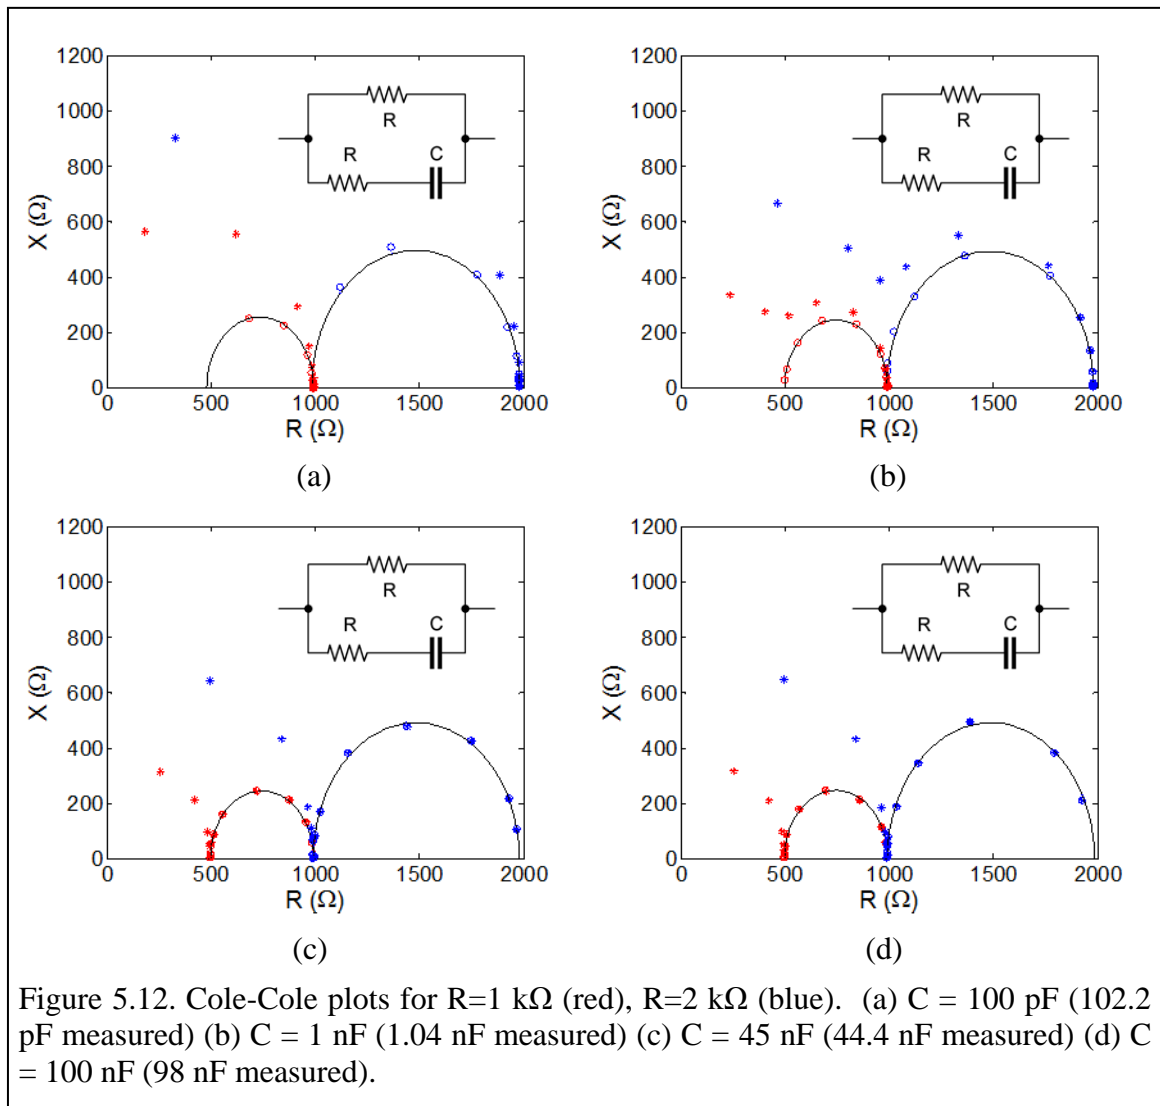 1200
1000
800
600
400
200
0
X (Ω)
R
R
C
0
500
1000
1500
2000
R (Ω)
(a)
1200
1000
800
600
400
200
0
X (Ω)
R
R
C
0
500
1000
1500
2000
R (Ω)
(b)
1200
1000
800
600
400
200
0
X (Ω)
R
R
C
0
500
1000
1500
2000
R (Ω)
(c)
1200
1000
800
600
400
200
0
X (Ω)
R
R
C
0
500
1000
1500
2000
R (Ω)
(d)
Figure 5.12. Cole-Cole plots for R=1 kΩ (red), R=2 kΩ (blue). (a) C = 100 pF (102.2
pF measured) (b) C = 1 nF (1.04 nF measured) (c) C = 45 nF (44.4 nF measured) (d) C
= 100 nF (98 nF measured).